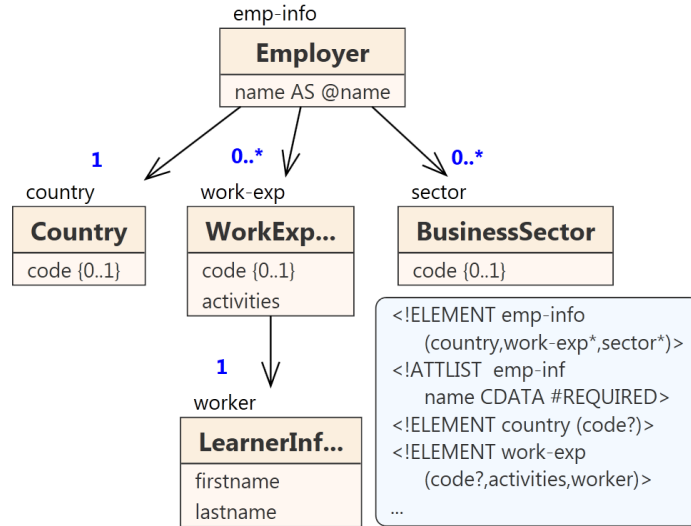 emp-info
Employer
name AS @name
1
0..*
0..*
country
work-exp
sector
Country
WorkExp...
BusinessSector
code {0..1}
code {0..1}
activities
code {0..1}
1
worker
LearnerInf...
firstname
lastname
<!ELEMENT emp-info
(country,work-exp*,sector*)>
<!ATTLIST emp-inf
name CDATA #REQUIRED>
<!ELEMENT country (code?)>
<!ELEMENT work-exp
(code?,activities,worker)>
...